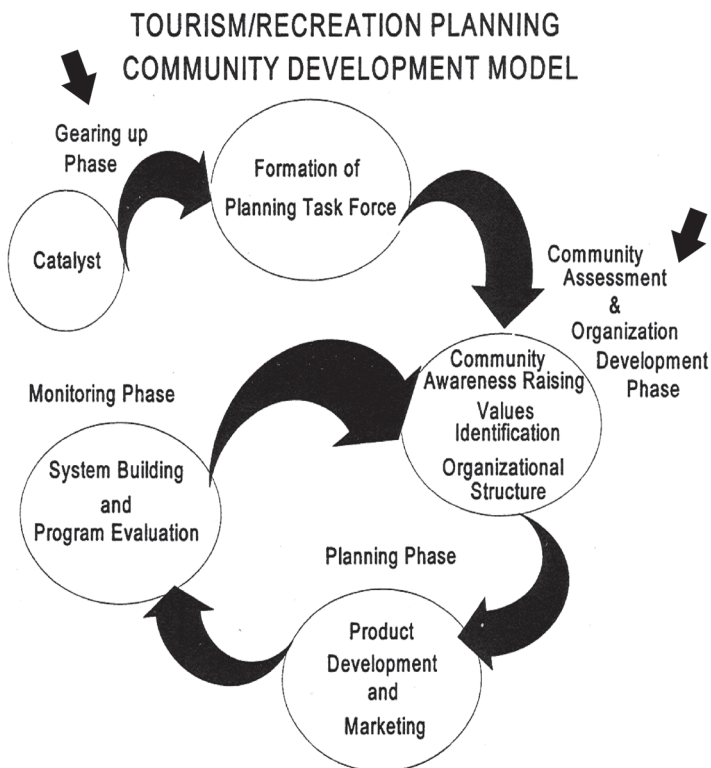 TOURISM/RECREATION PLANNING
COMMUNITY DEVELOPMENT MODEL
Gearing up
Phase
Catalyst
Formation of
Planning Task Force
Community
Assessment
&
Organization
Development
Phase
Community
Awareness Raising
Values
Identification
Organizational
Structure
Monitoring Phase
System Building
and
Program Evaluation
Planning Phase
Product
Development
and
Marketing